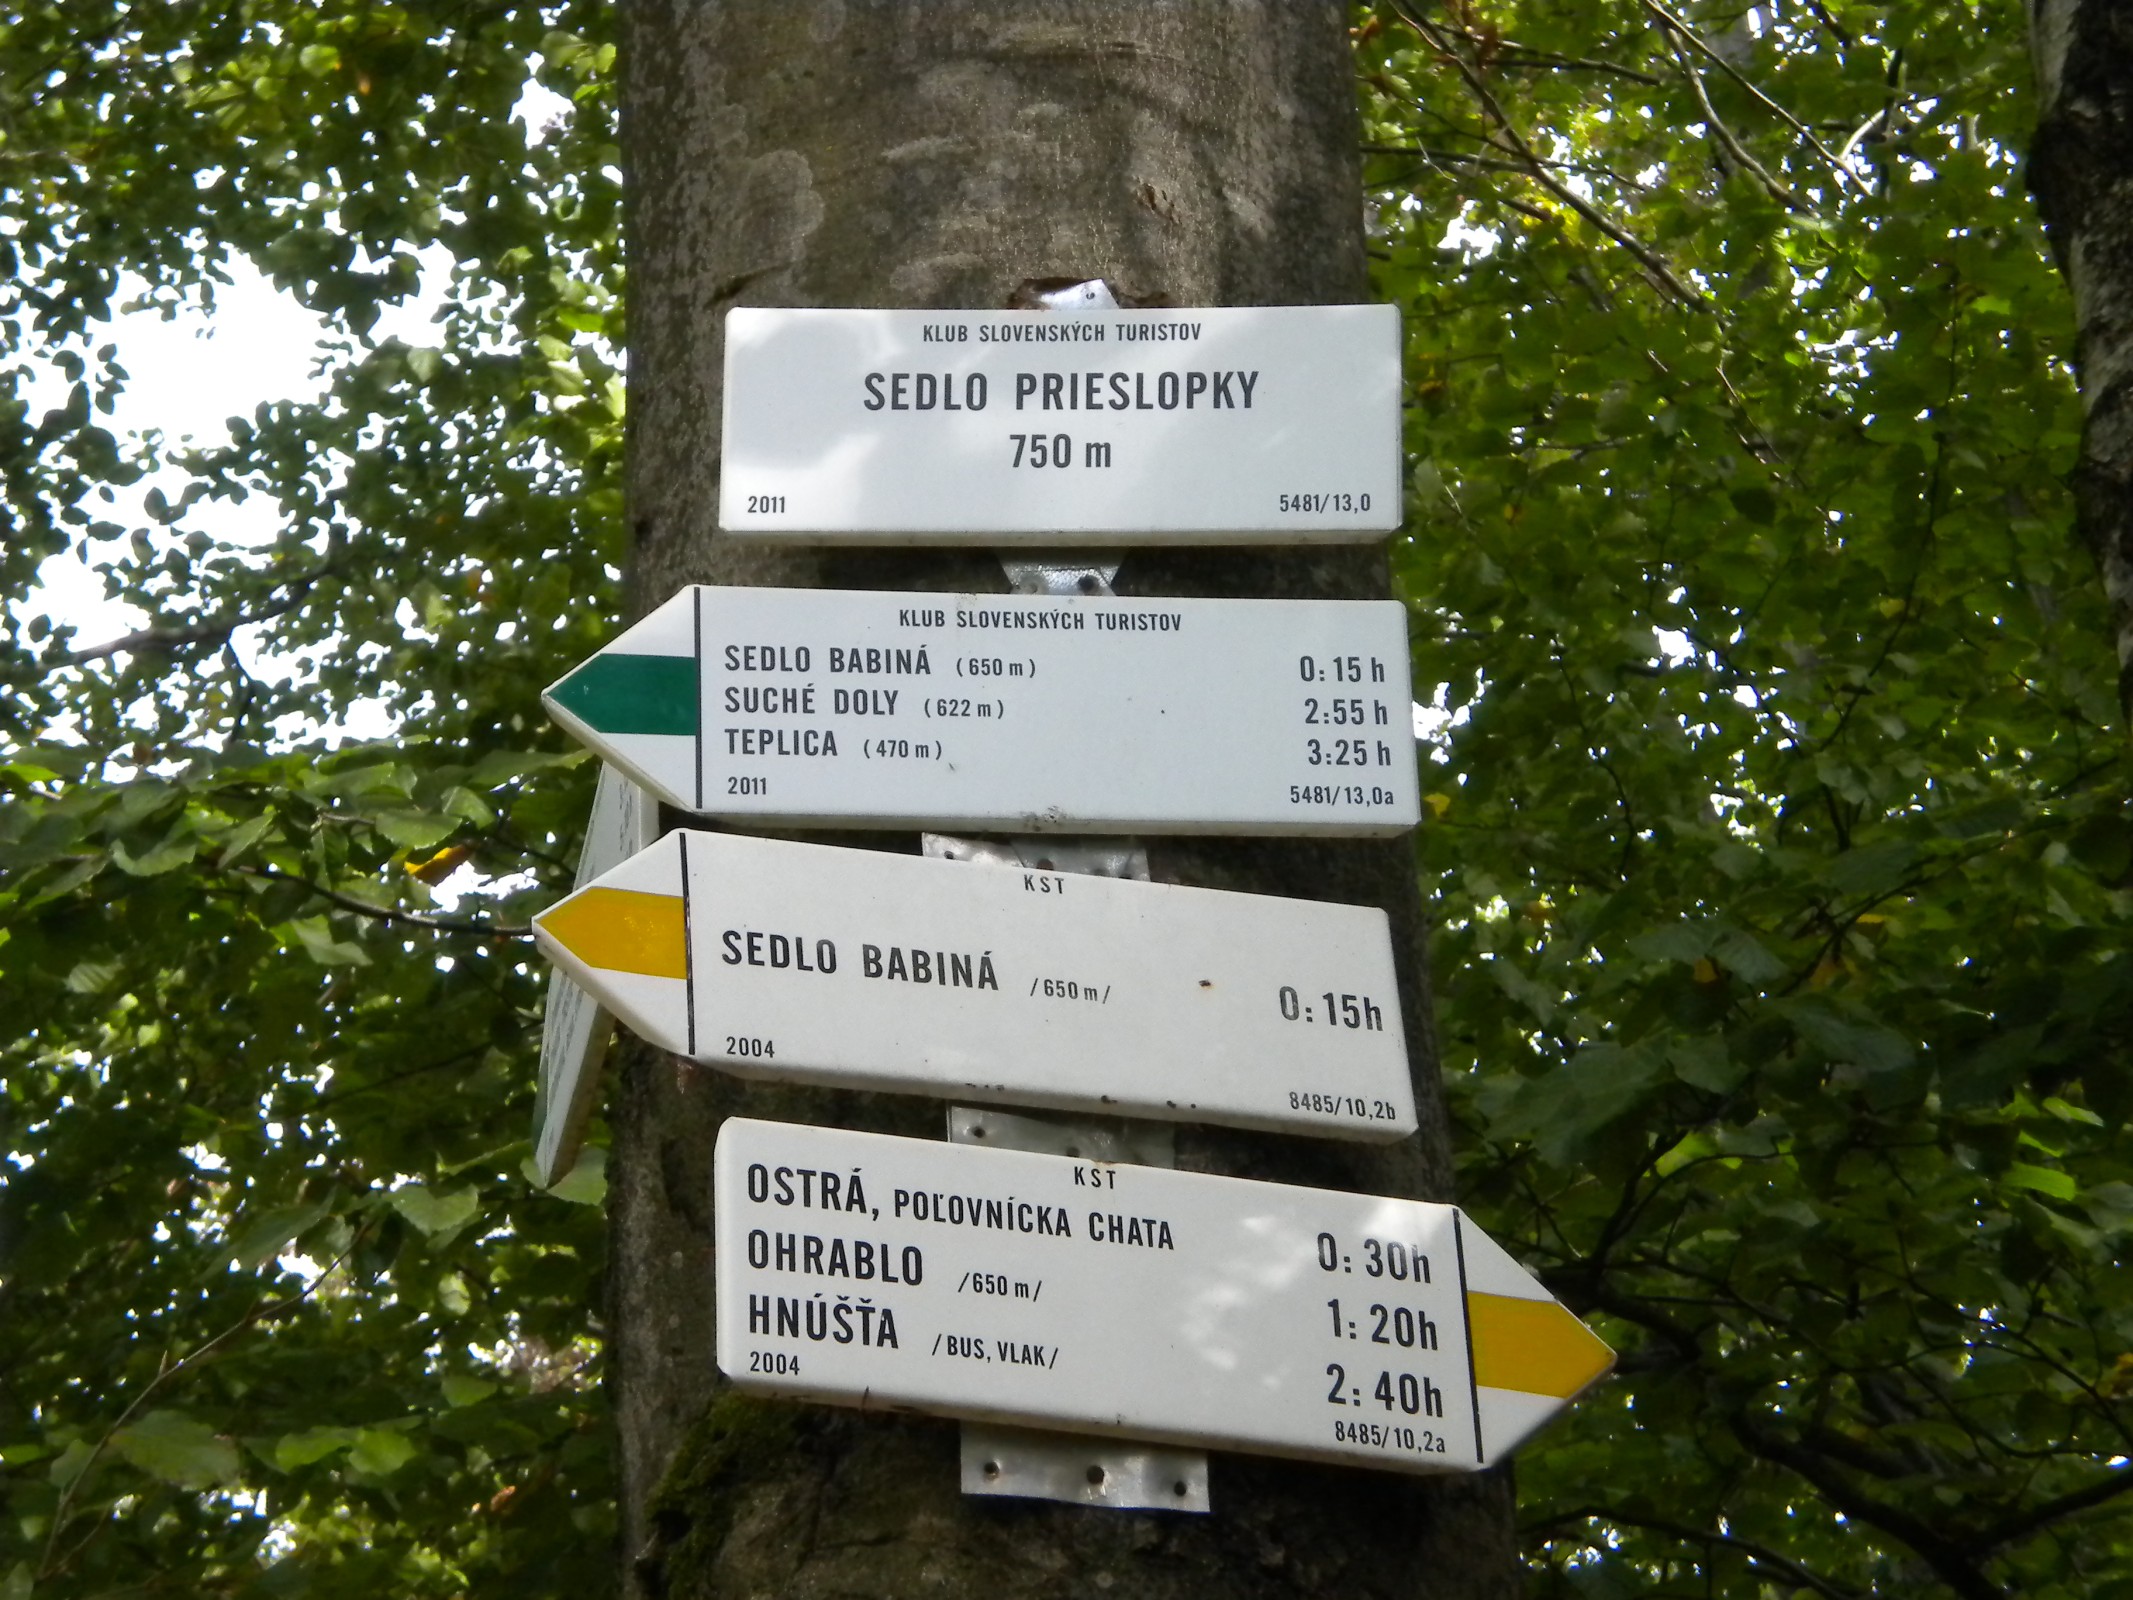 KLUB SLOVENSKÝCH TURISTOV
SEDLO PRIESLOPKY
750 m
2011 5481/13,0
KLUB SLOVENSKÝCH TURISTOV
SEDLO BABINÁ (650 m) 0:15 h
SUCHÉ DOLY (622 m) 2:55 h
TEPLICA (470 m) 3:25 h
2011 5481/13,0a
KST
SEDLO BABINÁ /650 m/ 0:15h
2004 8485/10,2b
KST
OSTRÁ, POĽOVNÍCKA CHATA 0:30h
OHRABLO /650 m/ 1:20h
HNÚŠŤA /BUS, VLAK/ 2:40h
2004 8485/10,2a